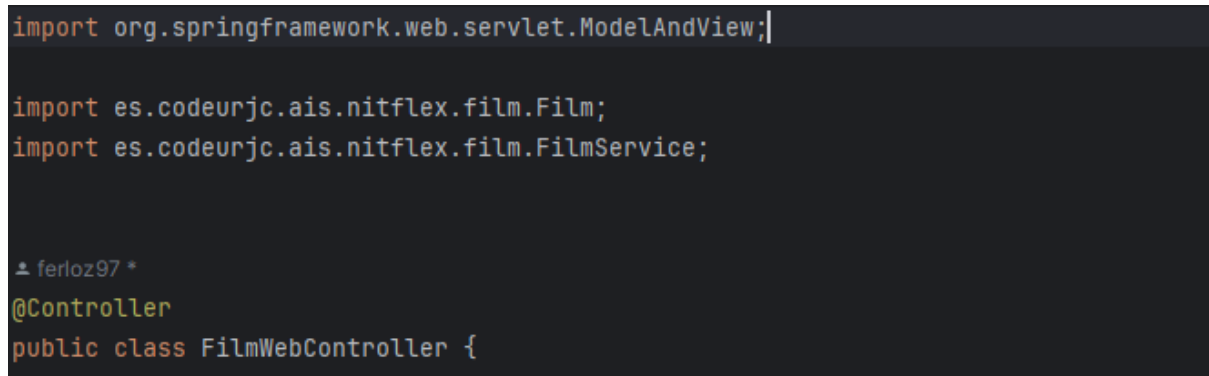 import org.springframework.web.servlet.ModelAndView;
import es.codeurjc.ais.nitflex.film.Film;
import es.codeurjc.ais.nitflex.film.FilmService;
ferloz97 *
@Controller
public class FilmWebController {